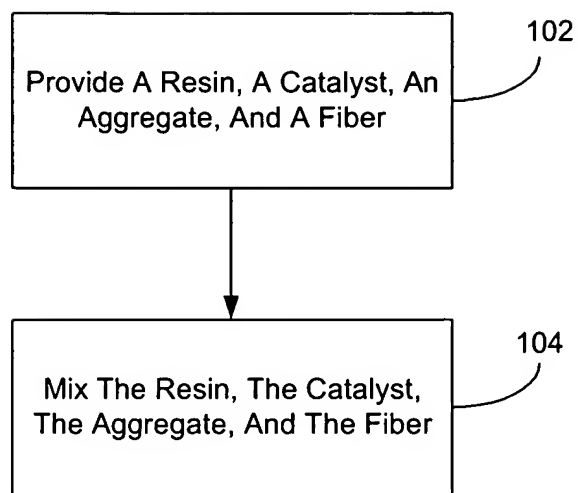 102
Provide A Resin, A Catalyst, An
Aggregate, And A Fiber
104
Mix The Resin, The Catalyst,
The Aggregate, And The Fiber